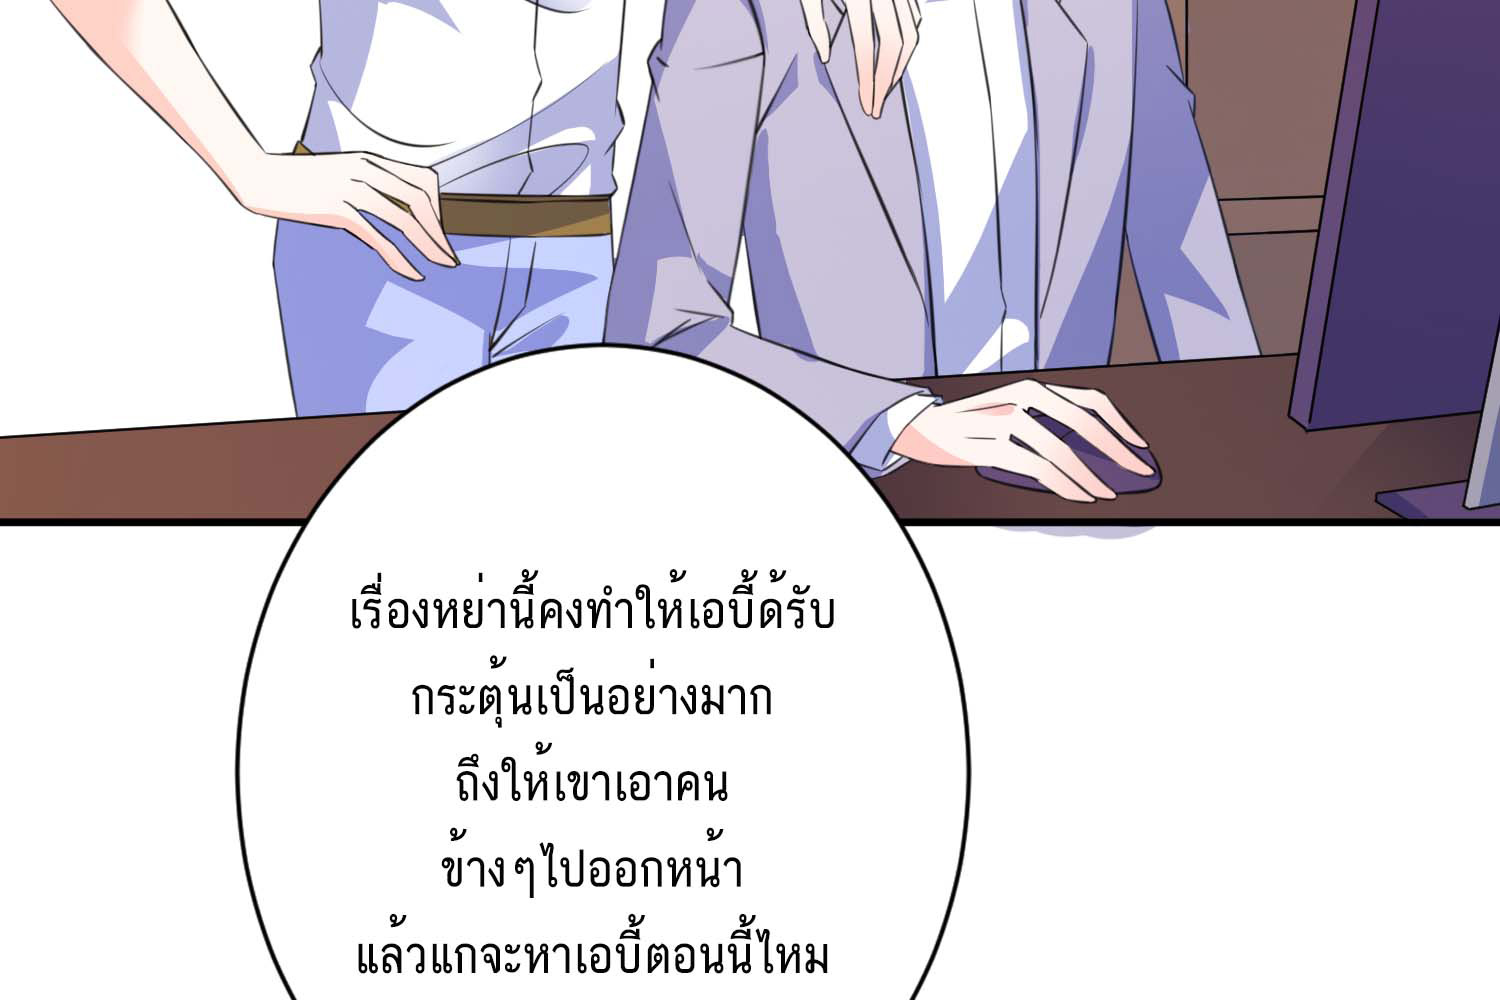 เรื่องหย่านี้คงทำให้เอบี้ด้รับ
กระตุ้นเป็นอย่างมาก
ถึงให้เขาเอาคน
ข้างๆไปออกหน้า
แล้วแกจะหาเอบี้ตอนนี้ไหม